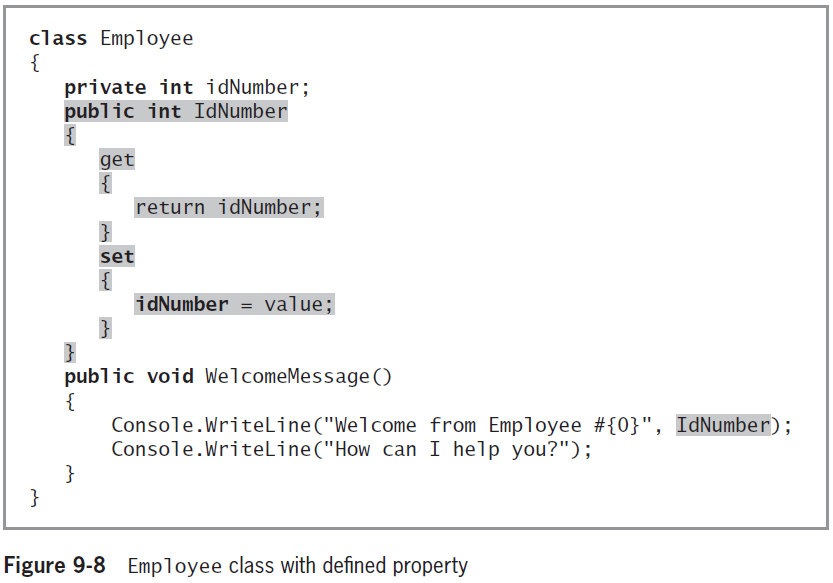 class Employee
{
private int idNumber;
public int IdNumber
{
get
{
return idNumber;
}
set
{
idNumber = value;
}
}
public void WelcomeMessage()
{
Console.WriteLine("Welcome from Employee #{0}", IdNumber);
Console.WriteLine("How can I help you?");
}
}
Figure 9-8 Employee class with defined property